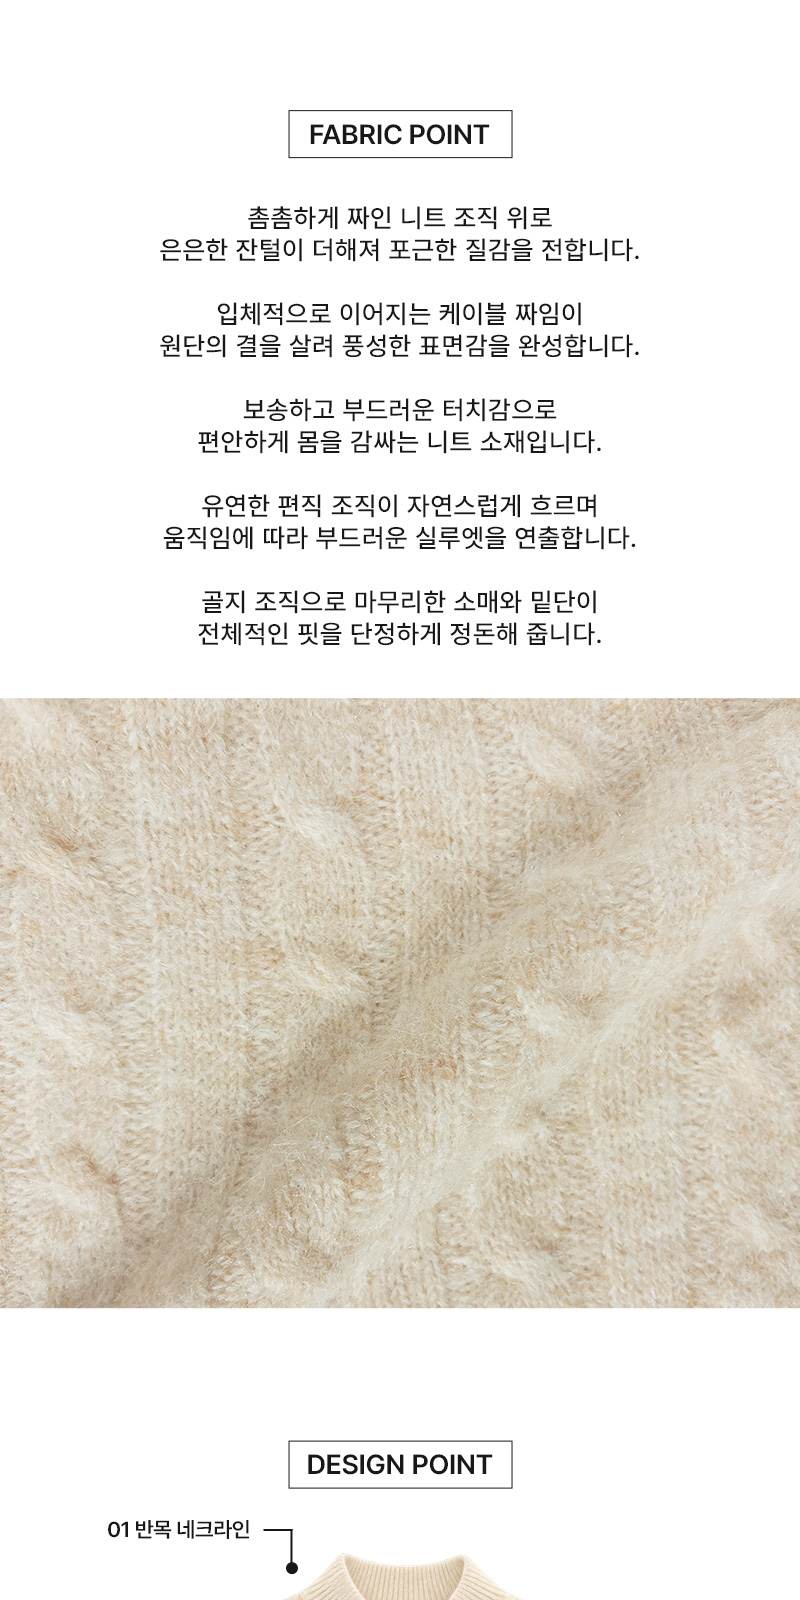 FABRIC POINT
촘촘하게 짜인 니트 조직 위로
은은한 잔털이 더해져 포근한 질감을 전합니다.
입체적으로 이어지는 케이블 짜임이
원단의 결을 살려 풍성한 표면감을 완성합니다.
보송하고 부드러운 터치감으로
편안하게 몸을 감싸는 니트 소재입니다.
유연한 편직 조직이 자연스럽게 흐르며
움직임에 따라 부드러운 실루엣을 연출합니다.
골지 조직으로 마무리한 소매와 밑단이
전체적인 핏을 단정하게 정돈해 줍니다.
DESIGN POINT
01 반목 네크라인